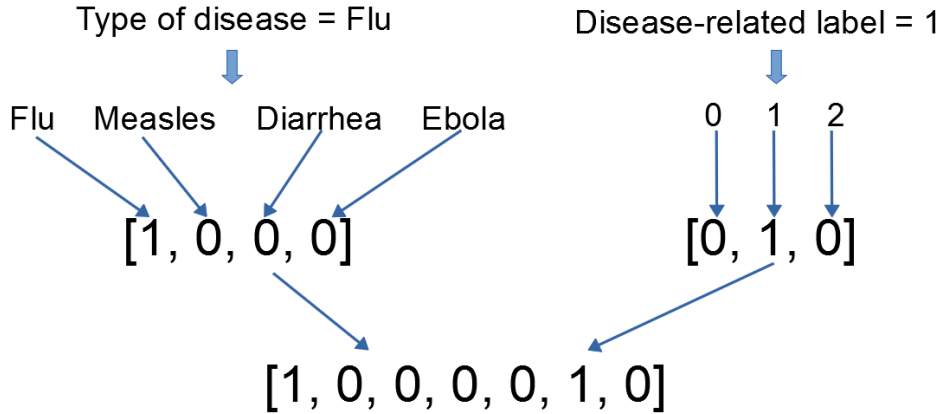 Type of disease = Flu
Disease-related label = 1
Flu Measles Diarrhea Ebola
0 1 2
[1, 0, 0, 0]
[0, 1, 0]
[1, 0, 0, 0, 0, 1, 0]